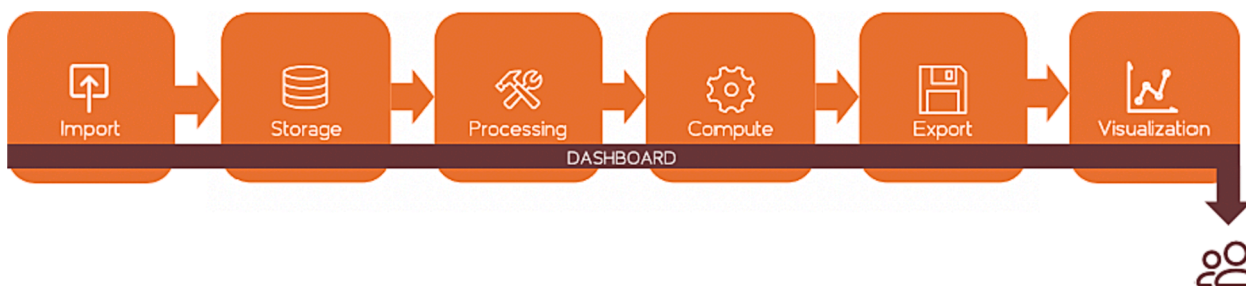 Import
Storage
Processing
Compute
Export
Visualization
DASHBOARD